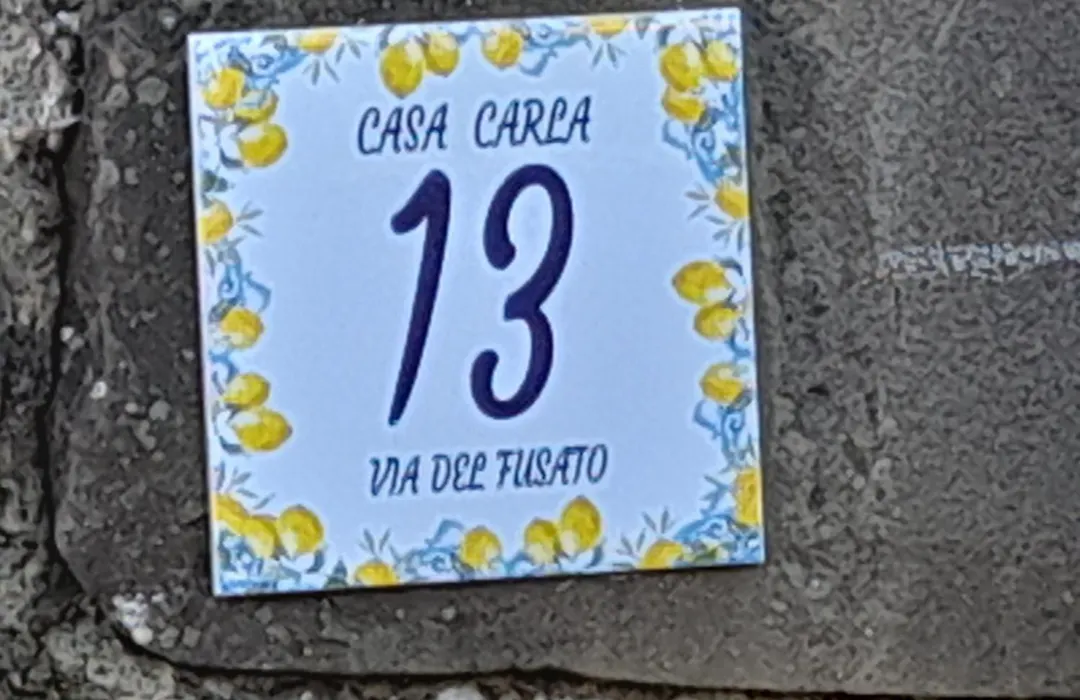 CASA CARLA
13
VIA DEL FUSATO